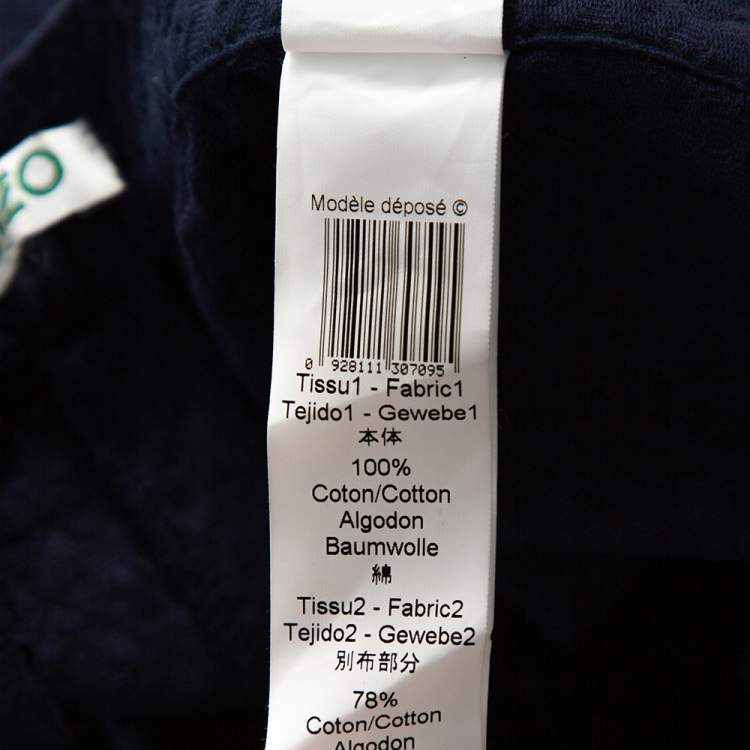 Modèle déposé ©
0 928111 307095
Tissu1 - Fabric1
Tejido1 - Gewebe1
本体
100%
Coton/Cotton
Algodon
Baumwolle
綿
Tissu2 - Fabric2
Tejido2 - Gewebe2
別布部分
78%
Coton/Cotton
Algodon